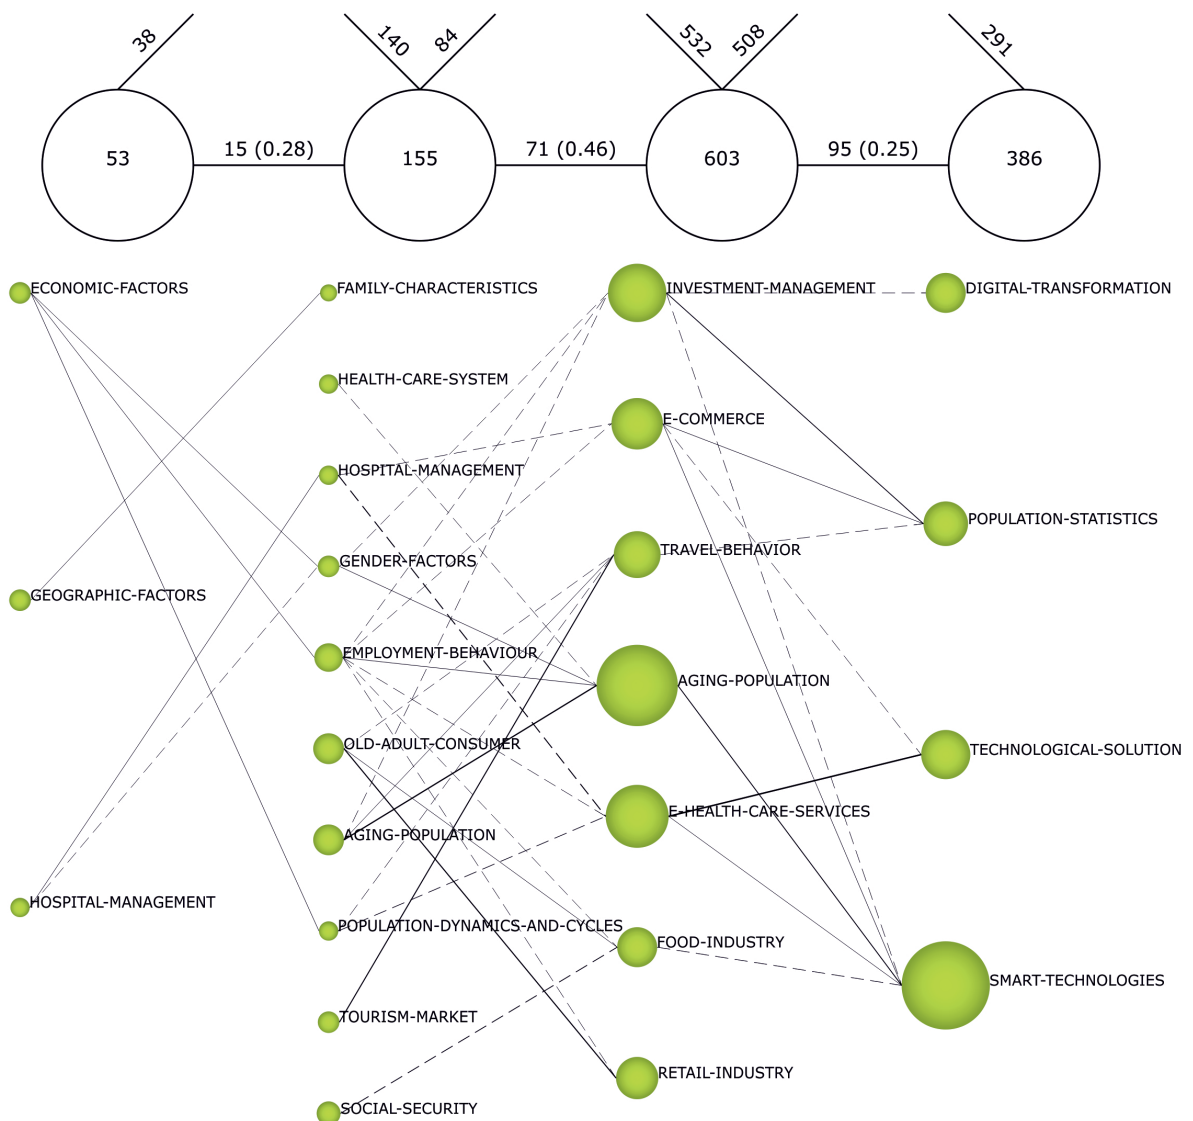 38
140
84
532
508
291
53
15 (0.28)
155
71 (0.46)
603
95 (0.25)
386
ECONOMIC-FACTORS
GEOGRAPHIC-FACTORS
HOSPITAL-MANAGEMENT
FAMILY-CHARACTERISTICS
HEALTH-CARE-SYSTEM
HOSPITAL-MANAGEMENT
GENDER-FACTORS
EMPLOYMENT-BEHAVIOUR
OLD-ADULT-CONSUMER
AGING-POPULATION
POPULATION-DYNAMICS-AND-CYCLES
TOURISM-MARKET
SOCIAL-SECURITY
INVESTMENT-MANAGEMENT
E-COMMERCE
TRAVEL-BEHAVIOR
AGING-POPULATION
E-HEALTH-CARE-SERVICES
FOOD-INDUSTRY
RETAIL-INDUSTRY
DIGITAL-TRANSFORMATION
POPULATION-STATISTICS
TECHNOLOGICAL-SOLUTION
SMART-TECHNOLOGIES